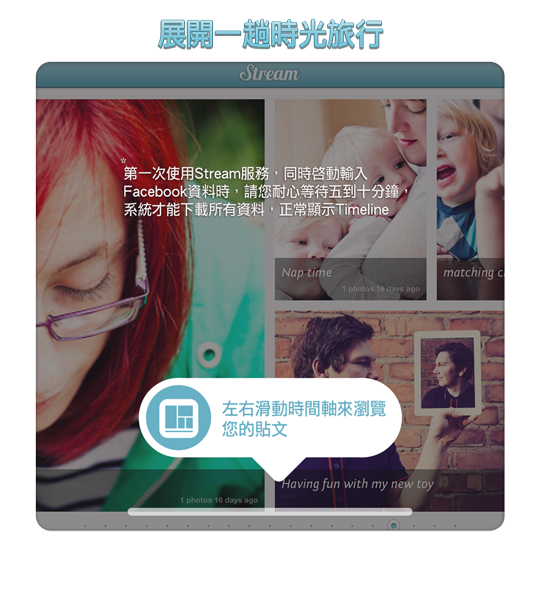 展開一趟時光旅行
Stream
*
第一次使用Stream服務，同時啓動輸入
Facebook資料時，請您耐心等待五到十分鐘，
系統才能下載所有資料，正常顯示Timeline
Nap time
1 photos 16 days ago
matching c
左右滑動時間軸來瀏覽
您的貼文
Having fun with my new toy
1 photos 10 days ago